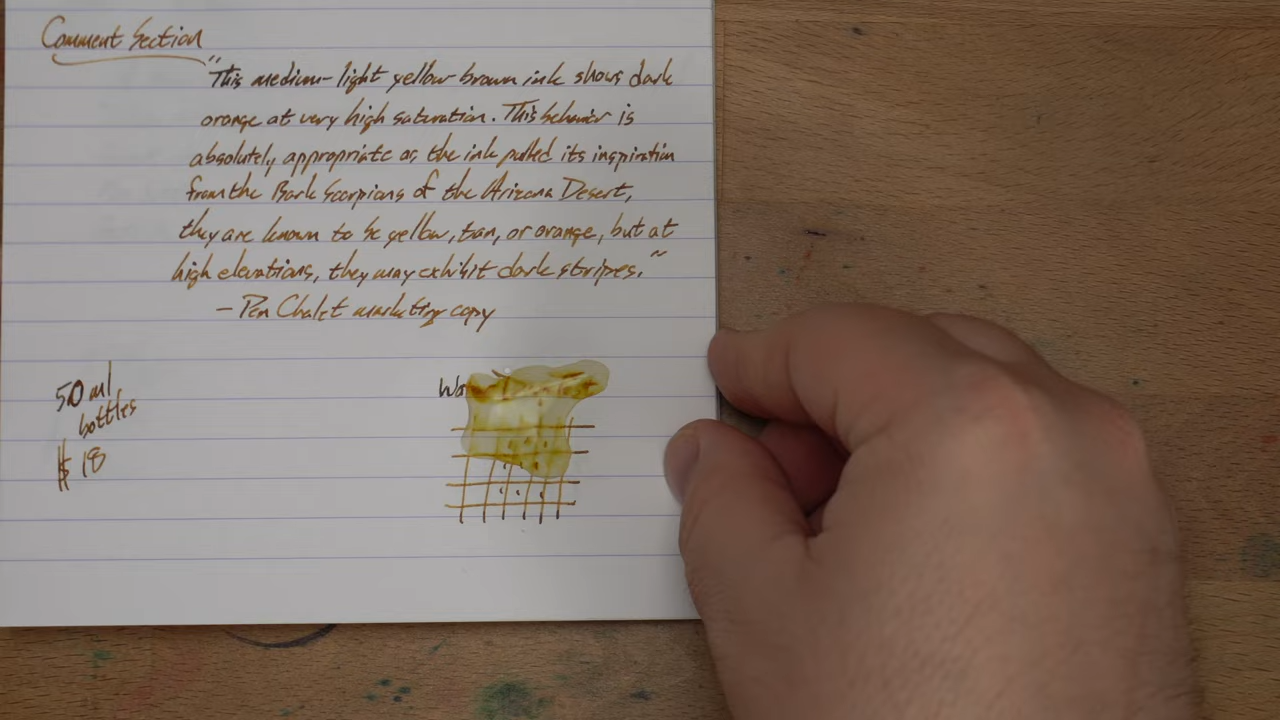 Comment Section
"This medium-light yellow-brown ink shows dark
orange at very high saturation. This behavior is
absolutely appropriate as the ink pulled its inspiration
from the Bark Scorpions of the Arizona Desert,
they are known to be yellow, tan, or orange, but at
high elevations, they may exhibit dark stripes."
- Pen Chalet marketing copy
50 ml
bottles
$ 18